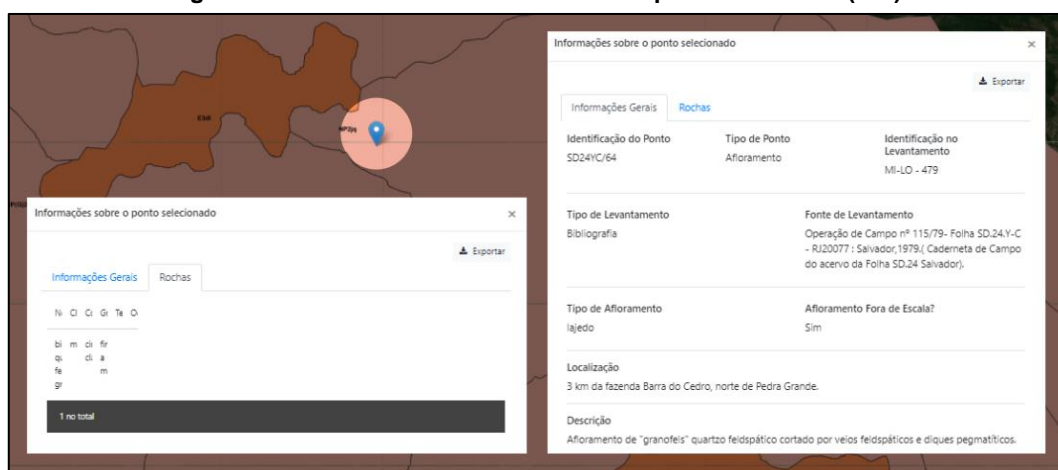 E3dl
NP2jq
Informações sobre o ponto selecionado ×
Exportar
Informações Gerais Rochas
Identificação do Ponto Tipo de Ponto Identificação no
Levantamento
SD24YC/64 Afloramento
MI-LO - 479
Tipo de Levantamento Fonte de Levantamento
Bibliografia Operação de Campo nº 115/79- Folha SD.24.Y-C
- RJ20077 : Salvador,1979.( Caderneta de Campo
do acervo da Folha SD.24 Salvador).
Tipo de Afloramento Afloramento Fora de Escala?
lajedo Sim
Localização
3 km da fazenda Barra do Cedro, norte de Pedra Grande.
Descrição
Afloramento de "granofeis" quartzo feldspático cortado por veios feldspáticos e diques pegmatíticos.
Informações sobre o ponto selecionado ×
Exportar
Informações Gerais Rochas
bi m
fe m
1 no total